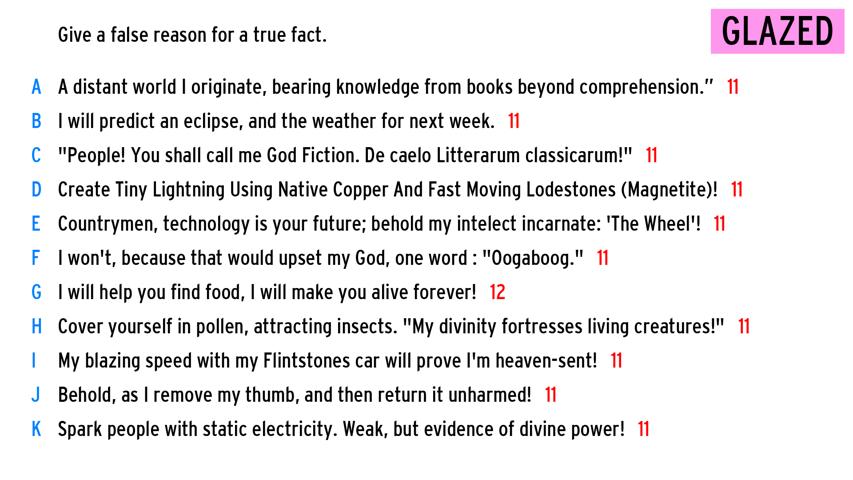 Give a false reason for a true fact.
GLAZED
A A distant world I originate, bearing knowledge from books beyond comprehension.” 11
B I will predict an eclipse, and the weather for next week. 11
C "People! You shall call me God Fiction. De caelo Litterarum classicarum!" 11
D Create Tiny Lightning Using Native Copper And Fast Moving Lodestones (Magnetite)! 11
E Countrymen, technology is your future; behold my intelect incarnate: 'The Wheel'! 11
F I won't, because that would upset my God, one word : "Oogaboog." 11
G I will help you find food, I will make you alive forever! 12
H Cover yourself in pollen, attracting insects. "My divinity fortresses living creatures!" 11
I My blazing speed with my Flintstones car will prove I'm heaven-sent! 11
J Behold, as I remove my thumb, and then return it unharmed! 11
K Spark people with static electricity. Weak, but evidence of divine power! 11